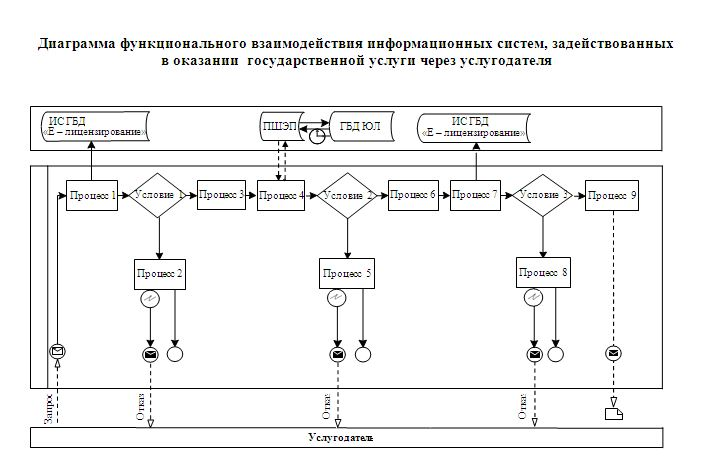 Диаграмма функционального взаимодействия информационных систем, задействованных
в оказании государственной услуги через услугодателя
ИС ГБД
«Е – лицензирование»
ПШЭП
ГБД ЮЛ
ИС ГБД
«Е – лицензирование»
Процесс 1
Условие 1
Процесс 3
Процесс 4
Условие 2
Процесс 6
Процесс 7
Условие 3
Процесс 9
Процесс 2
Процесс 5
Процесс 8
Запрос
Отказ
Отказ
Отказ
Услугодатель